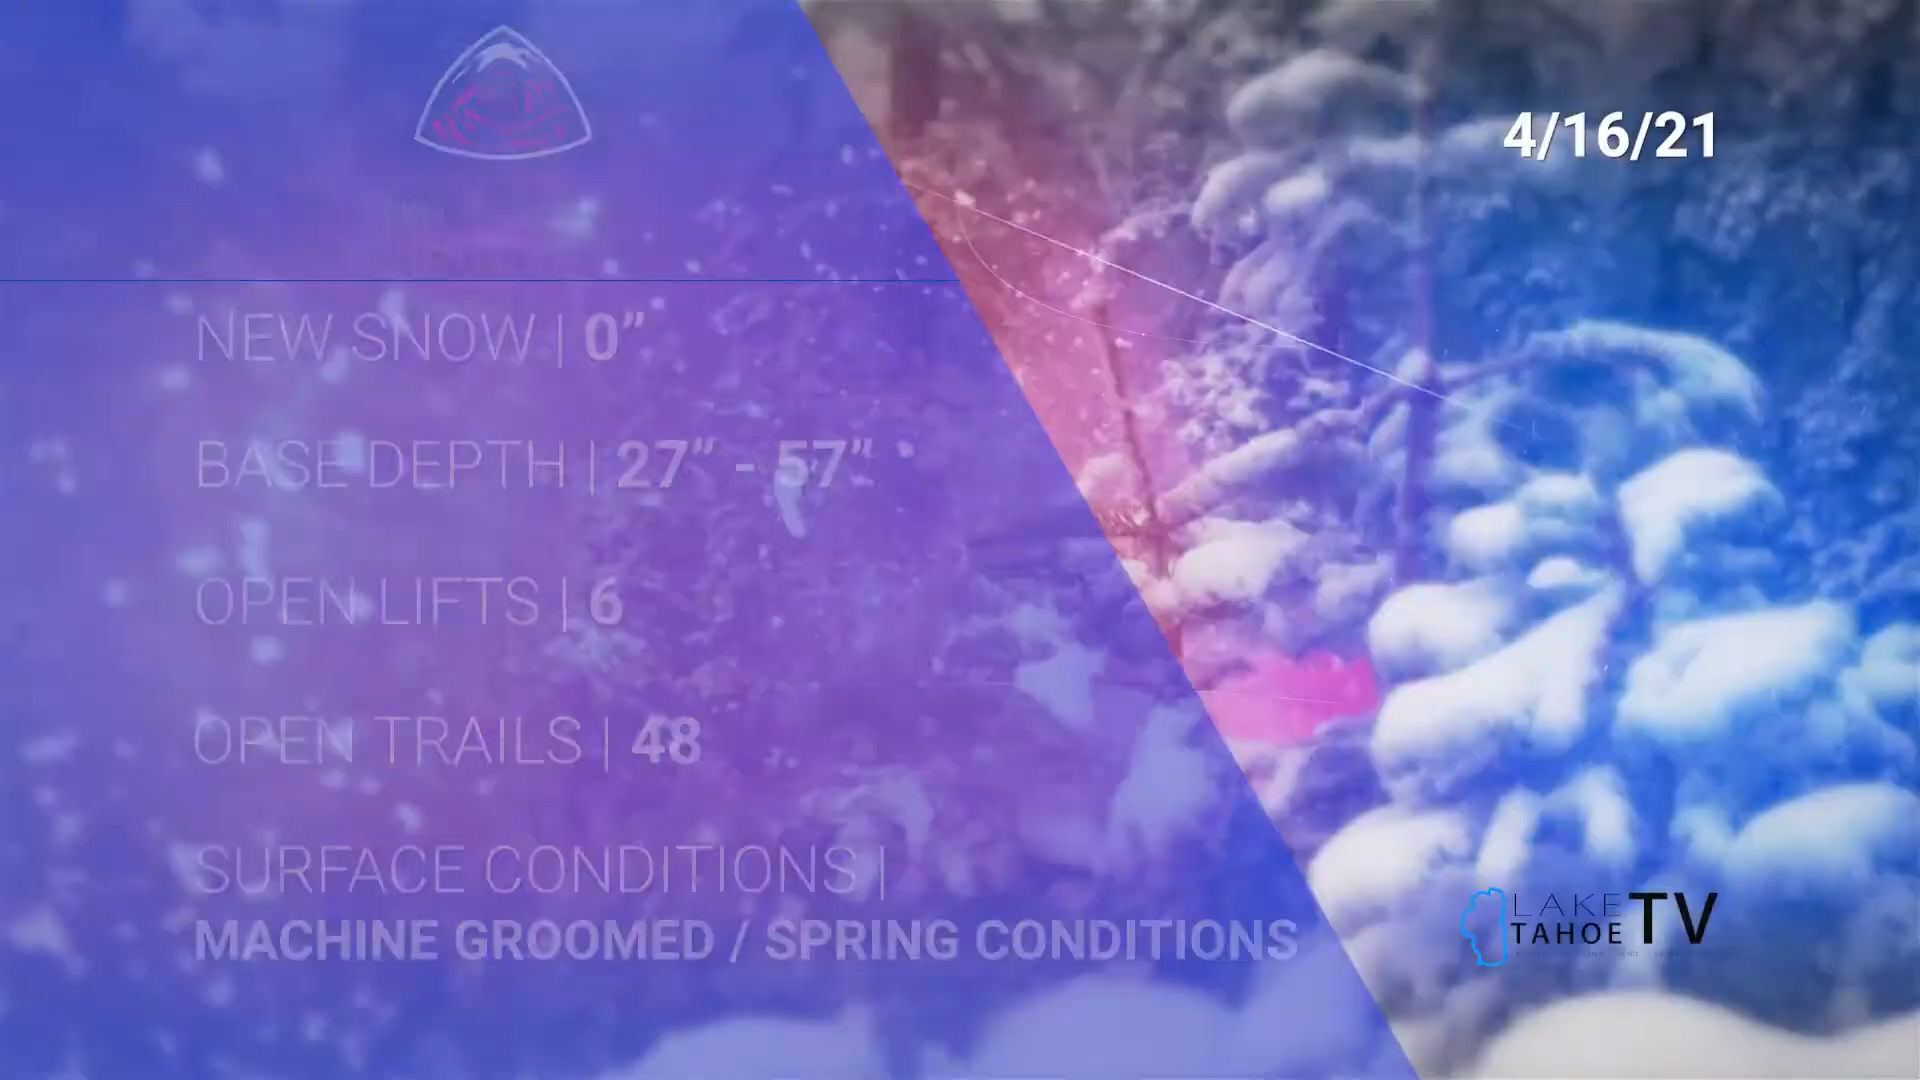 4/16/21
NEW SNOW | 0”
BASE DEPTH | 27” - 57”
OPEN LIFTS | 6
OPEN TRAILS | 48
SURFACE CONDITIONS |
MACHINE GROOMED / SPRING CONDITIONS
LAKE
TAHOE TV